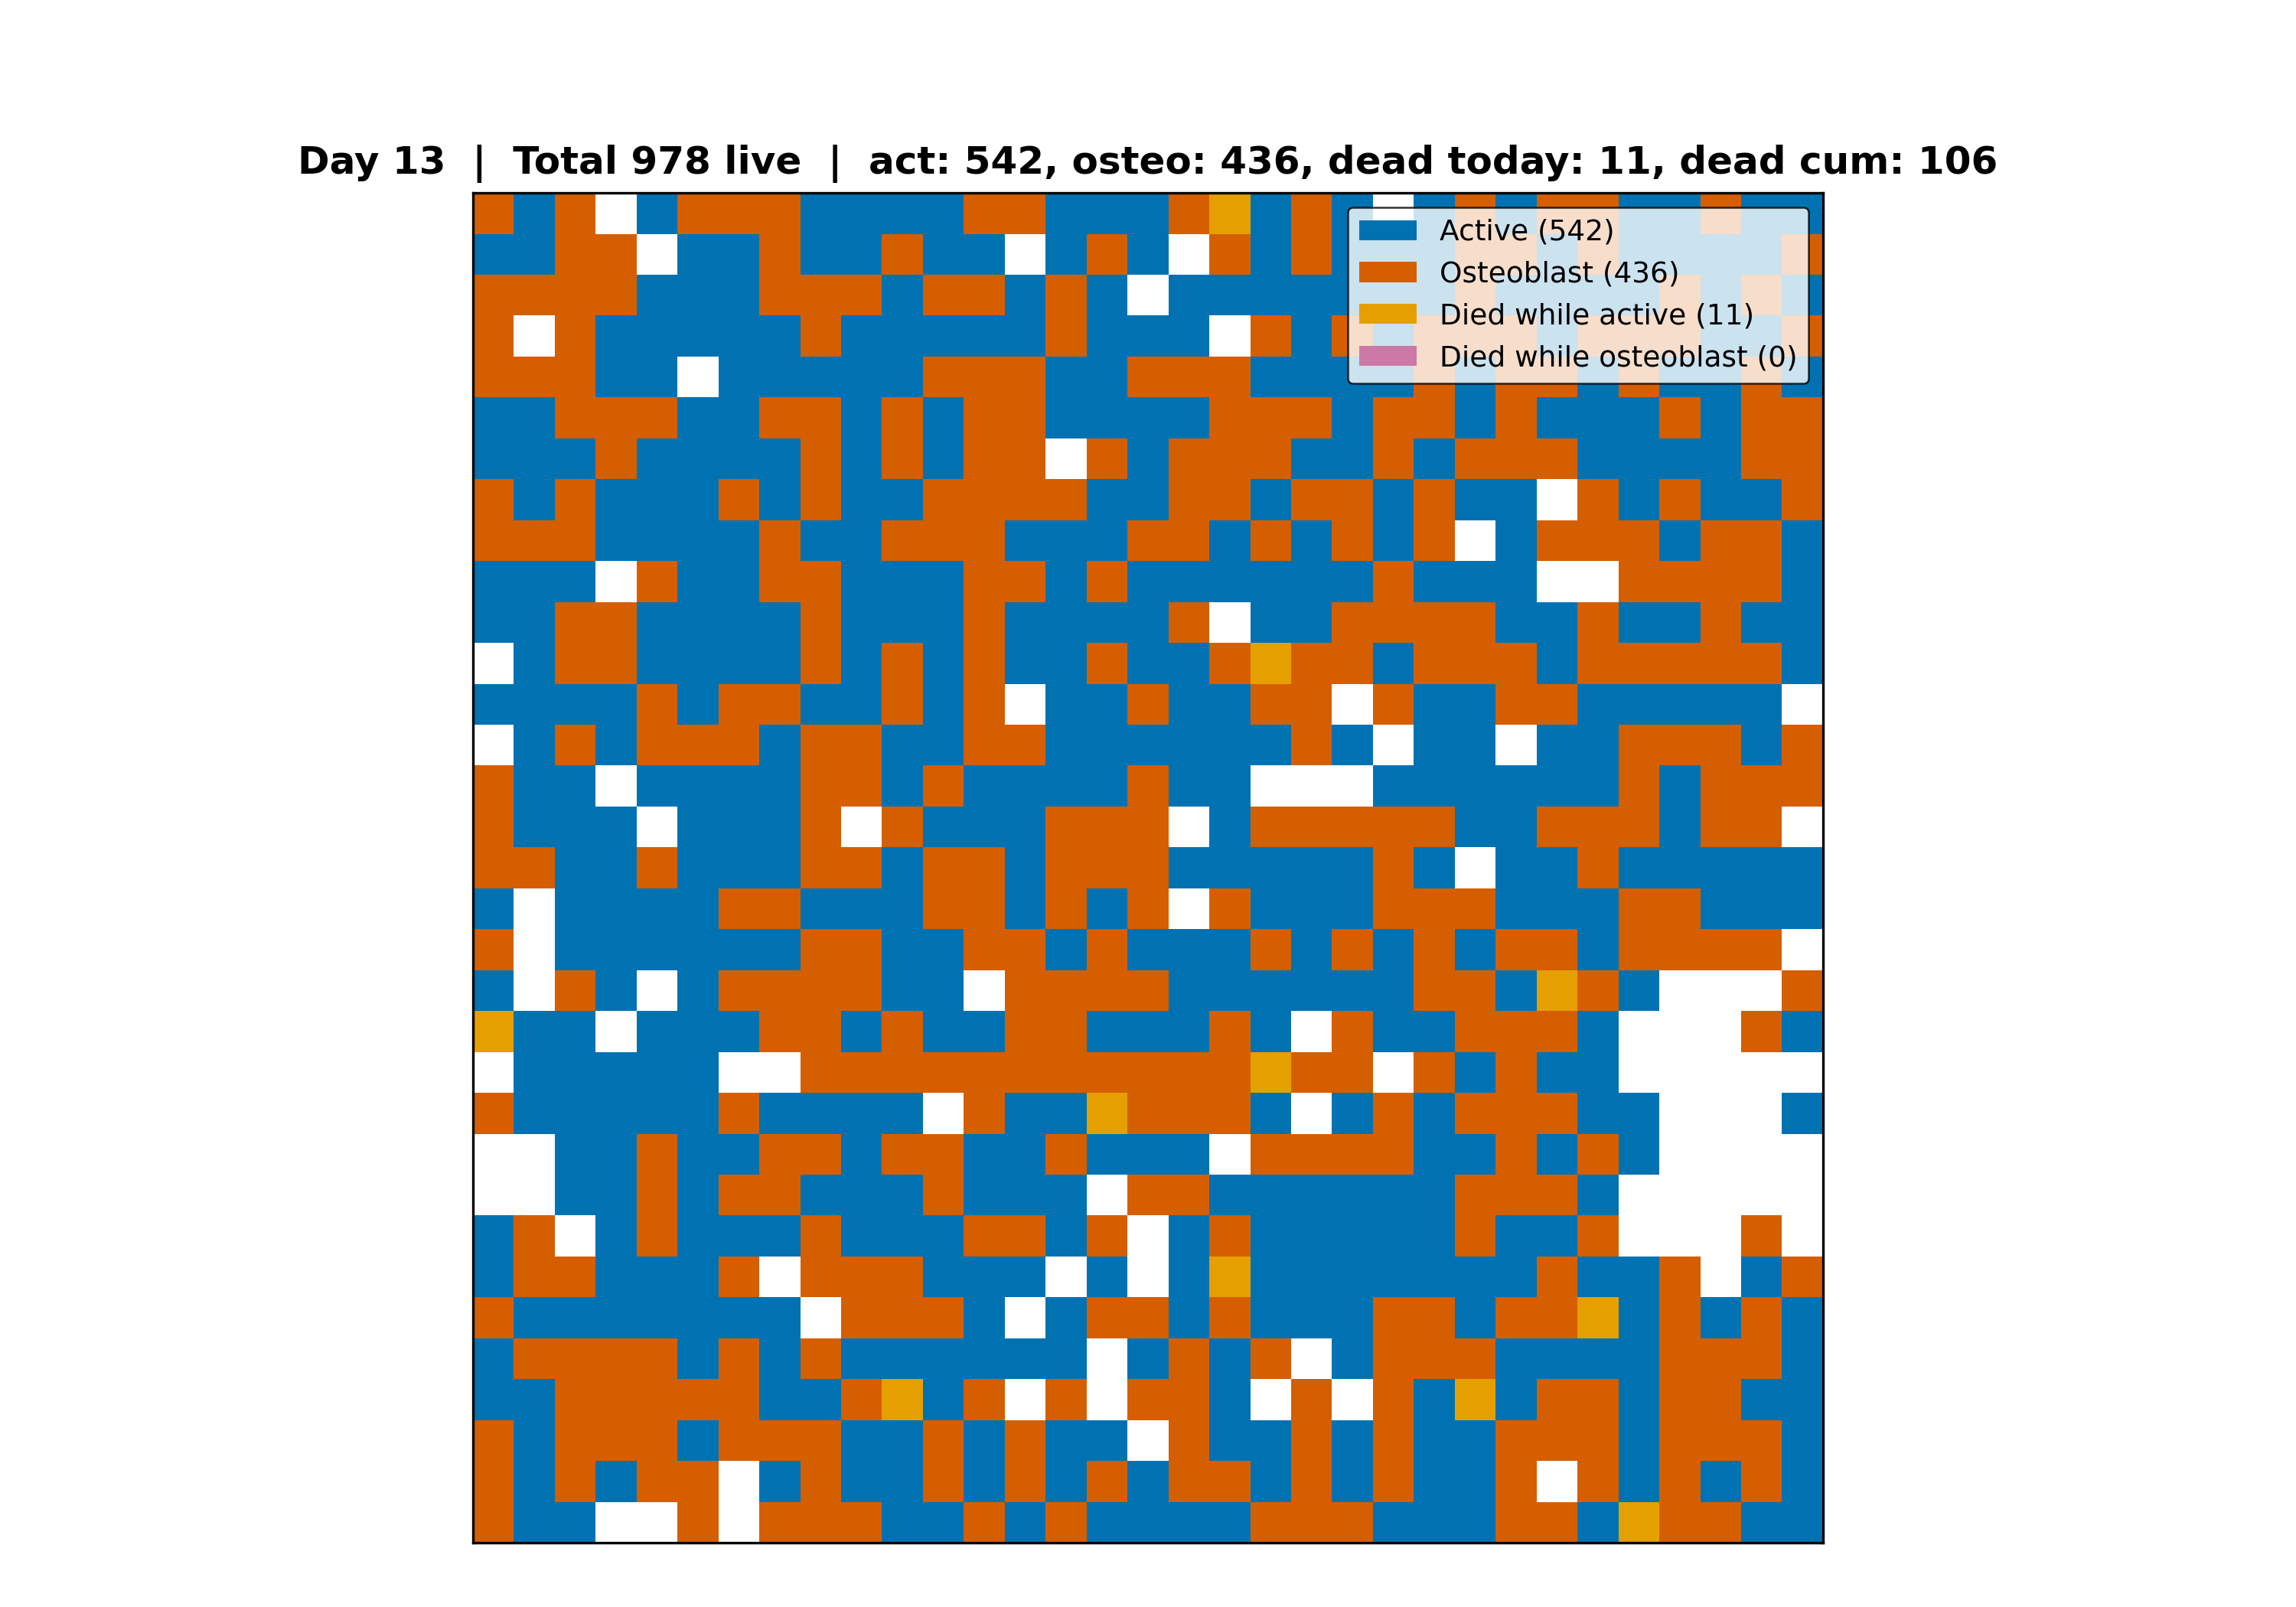 Day 13 | Total 978 live | act: 542, osteo: 436, dead today: 11, dead cum: 106
Active (542)
Osteoblast (436)
Died while active (11)
Died while osteoblast (0)